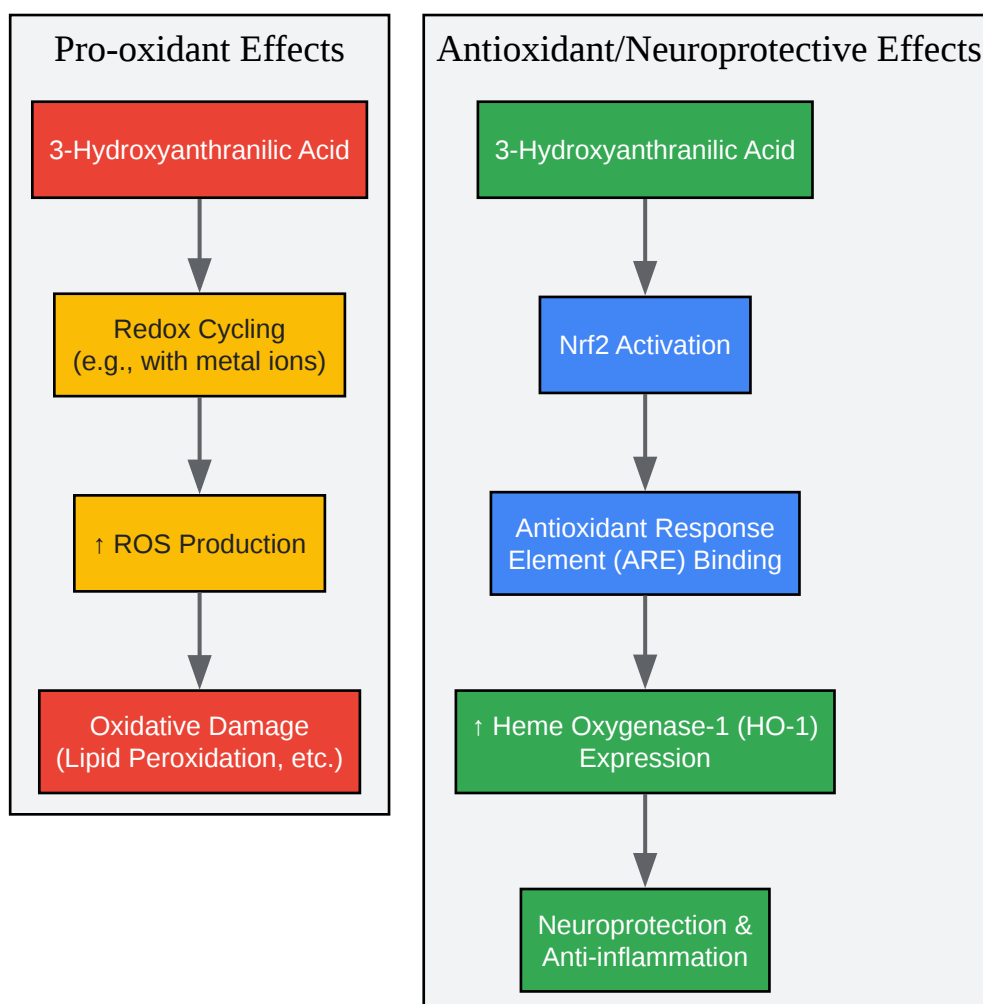 Pro-oxidant Effects
3-Hydroxyanthranilic Acid
Redox Cycling
(e.g., with metal ions)
↑ ROS Production
Oxidative Damage
(Lipid Peroxidation, etc.)
Antioxidant/Neuroprotective Effects
3-Hydroxyanthranilic Acid
Nrf2 Activation
Antioxidant Response
Element (ARE) Binding
↑ Heme Oxygenase-1 (HO-1)
Expression
Neuroprotection &
Anti-inflammation